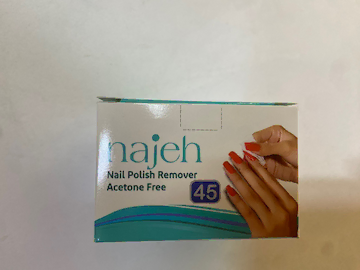 najeh
Nail Polish Remover
Acetone Free
45